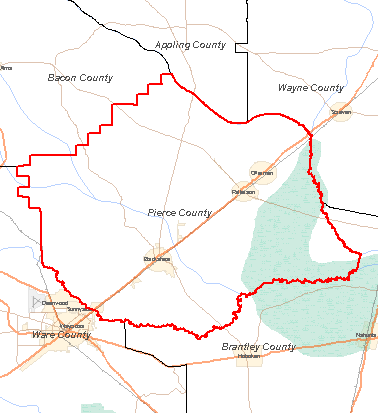 Appling County
Bacon County
Alma
Wayne County
Screven
Offerman
Patterson
Pierce County
Blackshear
Deenwood
Sunnyside
Waycross
Ware County
Brantley County
Hoboken
Nahunta